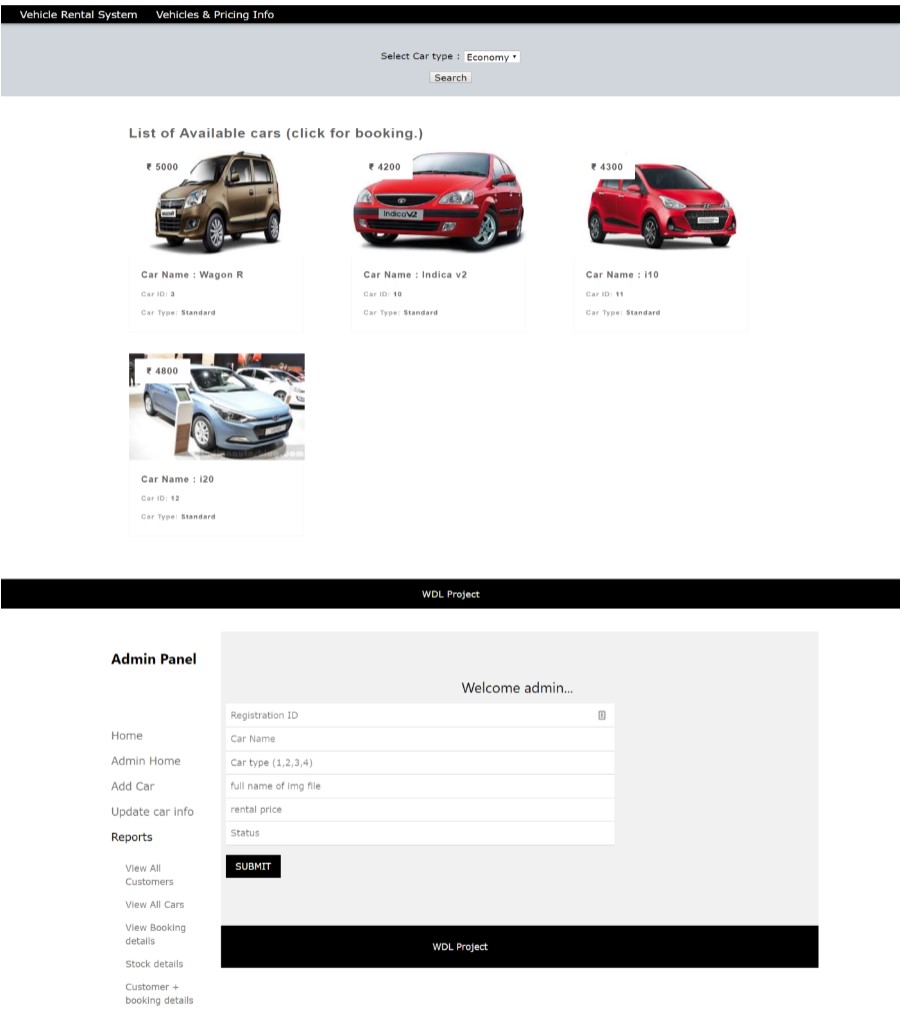 Vehicle Rental System Vehicles & Pricing Info
Select Car type : Economy
Search
List of Available cars (click for booking.)
₹ 5000
₹ 4200
₹ 4300
IndicaV2
Car Name : Wagon R
Car ID: 3
Car Type: Standard
Car Name : Indica v2
Car ID: 10
Car Type: Standard
Car Name : i10
Car ID: 11
Car Type: Standard
₹ 4800
Car Name : i20
Car ID: 12
Car Type: Standard
WDL Project
Admin Panel
Home
Admin Home
Add Car
Update car info
Reports
View All
Customers
View All Cars
View Booking
details
Stock details
Customer +
booking details
Welcome admin...
Registration ID
Car Name
Car type (1,2,3,4)
full name of img file
rental price
Status
SUBMIT
WDL Project